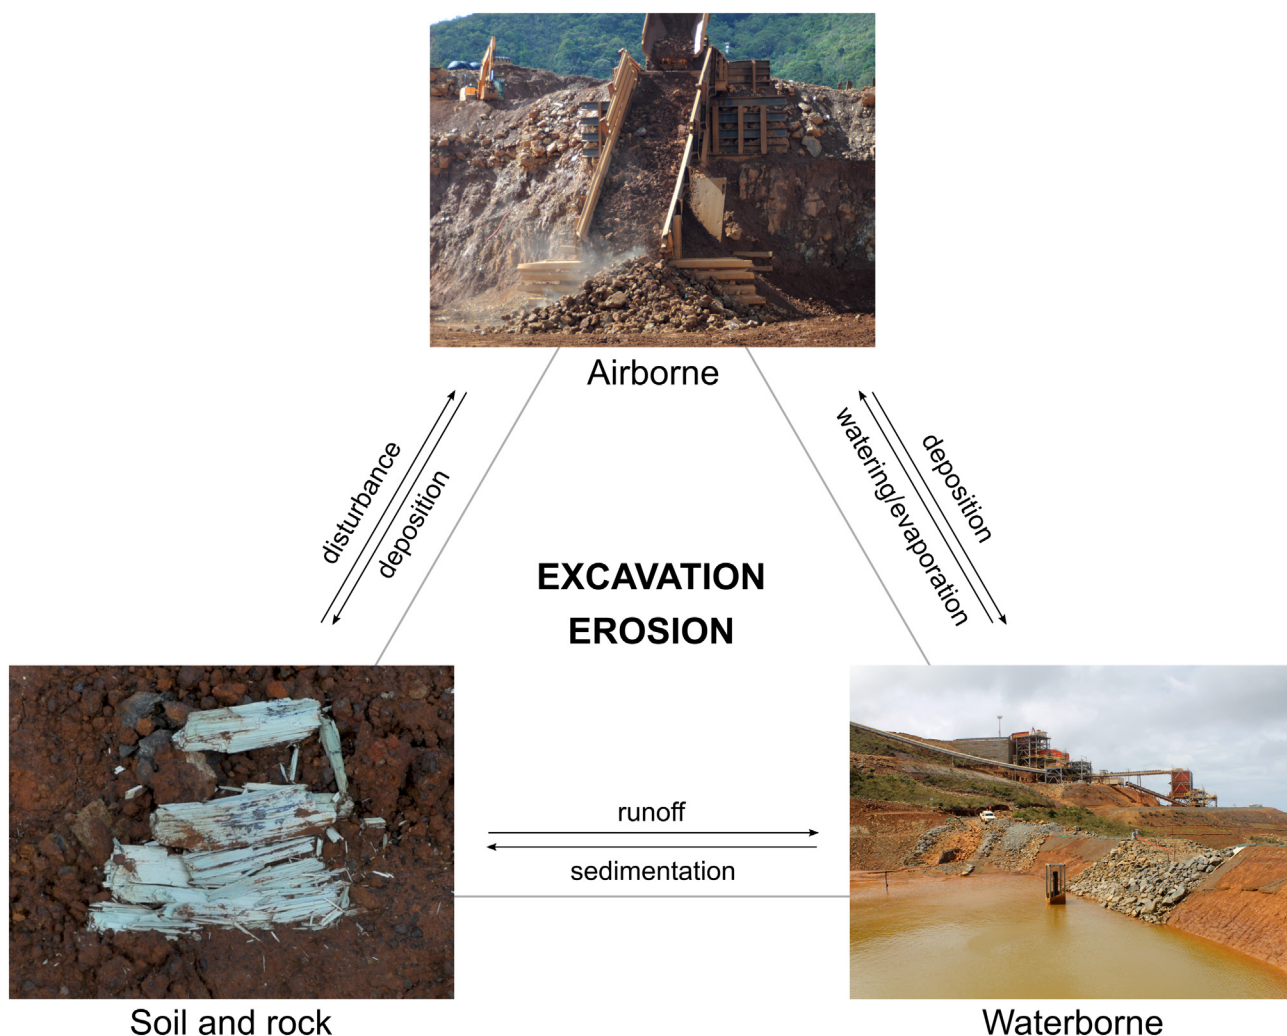 Airborne
disturbance
deposition
deposition
watering/evaporation
EXCAVATION
EROSION
runoff
sedimentation
Soil and rock
Waterborne